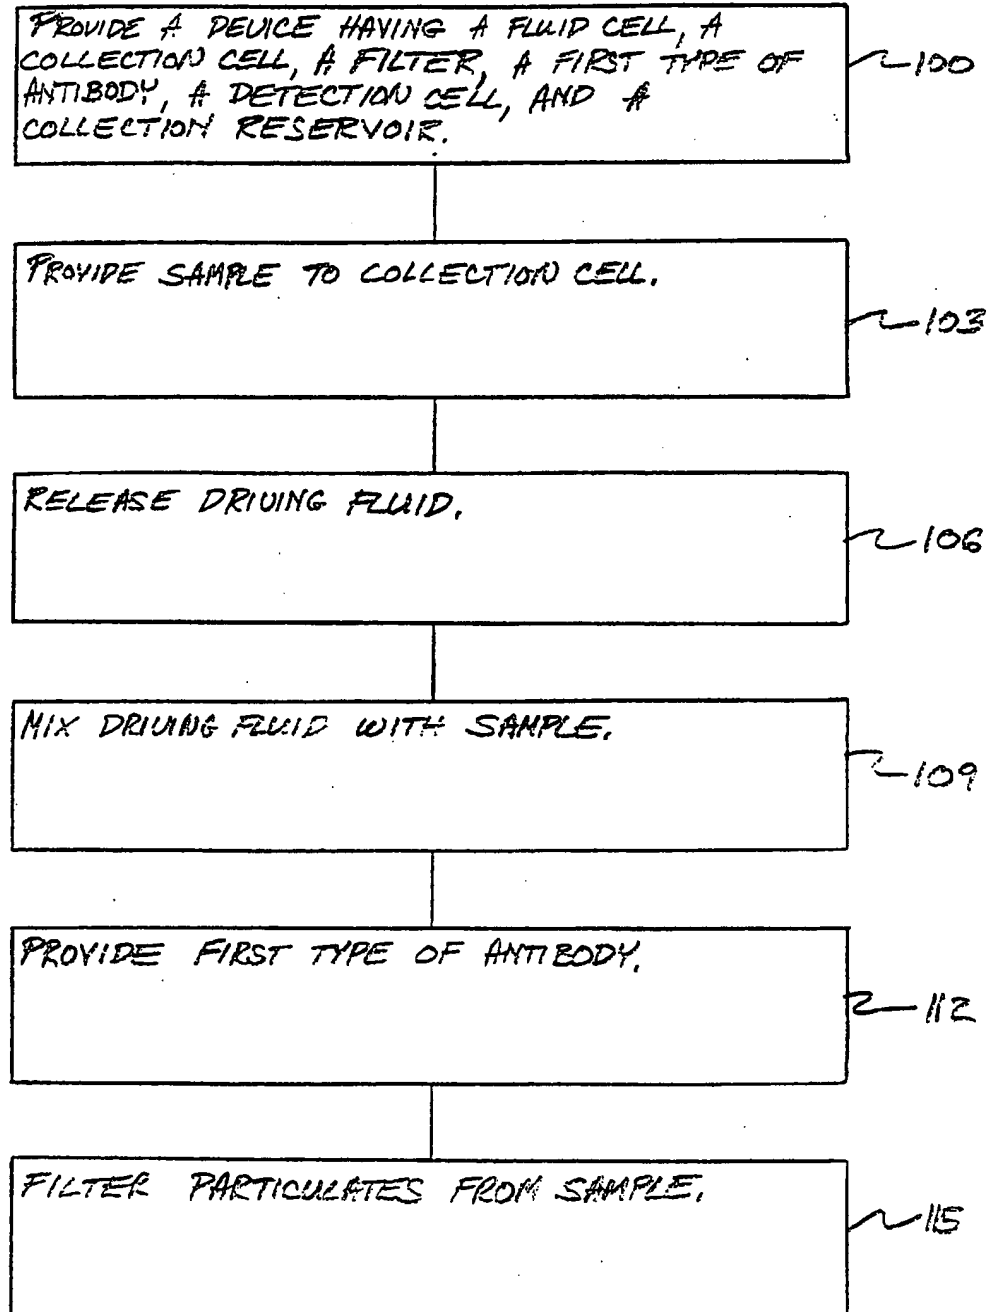 PROVIDE A DEVICE HAVING A FLUID CELL, A
COLLECTION CELL, A FILTER, A FIRST TYPE OF
ANTIBODY, A DETECTION CELL, AND A
COLLECTION RESERVOIR.
100
PROVIDE SAMPLE TO COLLECTION CELL.
103
RELEASE DRIVING FLUID.
106
MIX DRIVING FLUID WITH SAMPLE.
109
PROVIDE FIRST TYPE OF ANTIBODY.
112
FILTER PARTICULATES FROM SAMPLE.
115